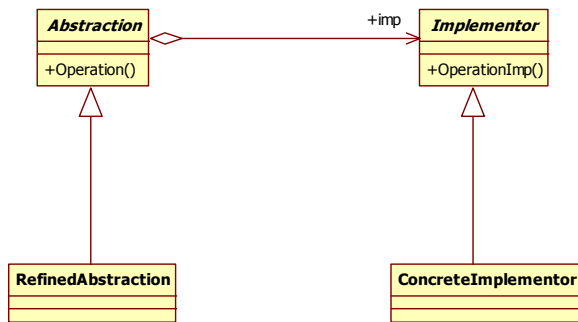 Abstraction
+imp
Implementor
+Operation()
+OperationImp()
RefinedAbstraction
ConcreteImplementor